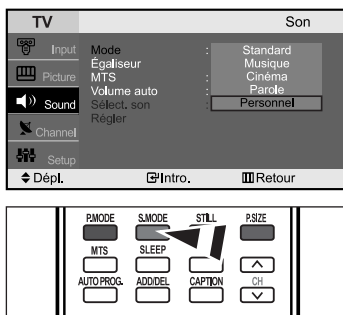 TV Son
Input
Picture
Sound
Channel
Setup
Mode : Standard
Égaliseur Musique
MTS : Cinéma
Volume auto : Parole
Sélect. son : Personnel
Régler
Dépl. Intro. Retour
P.MODE S.MODE STILL P.SIZE
MTS SLEEP
AUTO PROG. ADD/DEL CAPTION CH